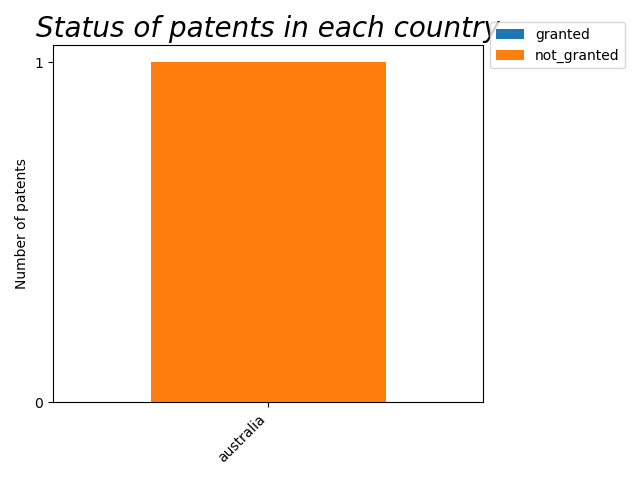 Status of patents in each country
granted
not_granted
1
Number of patents
0
australia